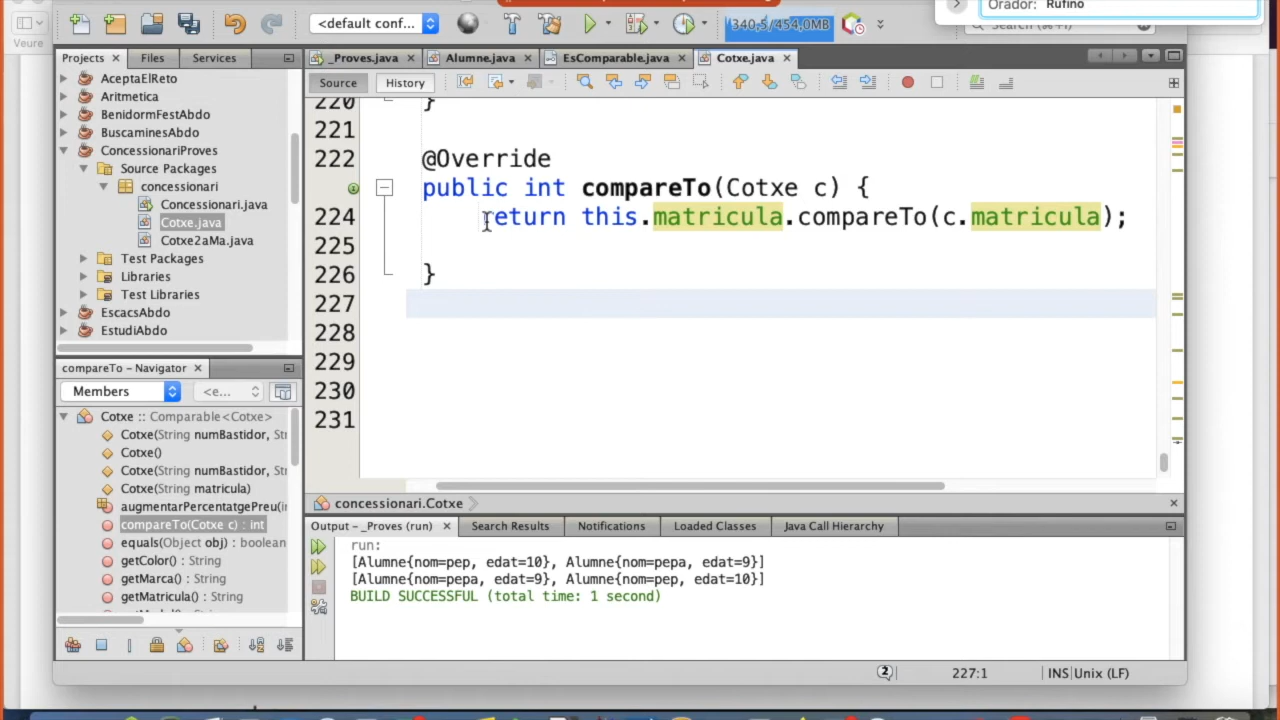 Orador: Rufino
Veure
<default conf...
340,5/454,0MB
Projects
Files
Services
_Proves.java
Alumne.java
EsComparable.java
Cotxe.java
Source
History
AceptaElReto
Aritmetica
BenidormFestAbdo
BuscaminesAbdo
ConcessionariProves
Source Packages
concessionari
Concessionari.java
Cotxe.java
Cotxe2aMa.java
Test Packages
Libraries
Test Libraries
EscacsAbdo
EstudiAbdo
220 }
221
222 @Override
public int compareTo(Cotxe c) {
224 return this.matricula.compareTo(c.matricula);
225
226 }
227
228
229
230
231
compareTo - Navigator
Members
<e...
Cotxe :: Comparable<Cotxe>
Cotxe(String numBastidor, Str
Cotxe()
Cotxe(String numBastidor, Str
Cotxe(String matricula)
augmentarPercentatgePreu(in
compareTo(Cotxe c) : int
equals(Object obj) : boolean
getColor() : String
getMarca() : String
getMatricula() : String
concessionari.Cotxe
Output - _Proves (run)
Search Results
Notifications
Loaded Classes
Java Call Hierarchy
run:
[Alumne{nom=pep, edat=10}, Alumne{nom=pepa, edat=9}]
[Alumne{nom=pepa, edat=9}, Alumne{nom=pep, edat=10}]
BUILD SUCCESSFUL (total time: 1 second)
2
227:1
INS
Unix (LF)